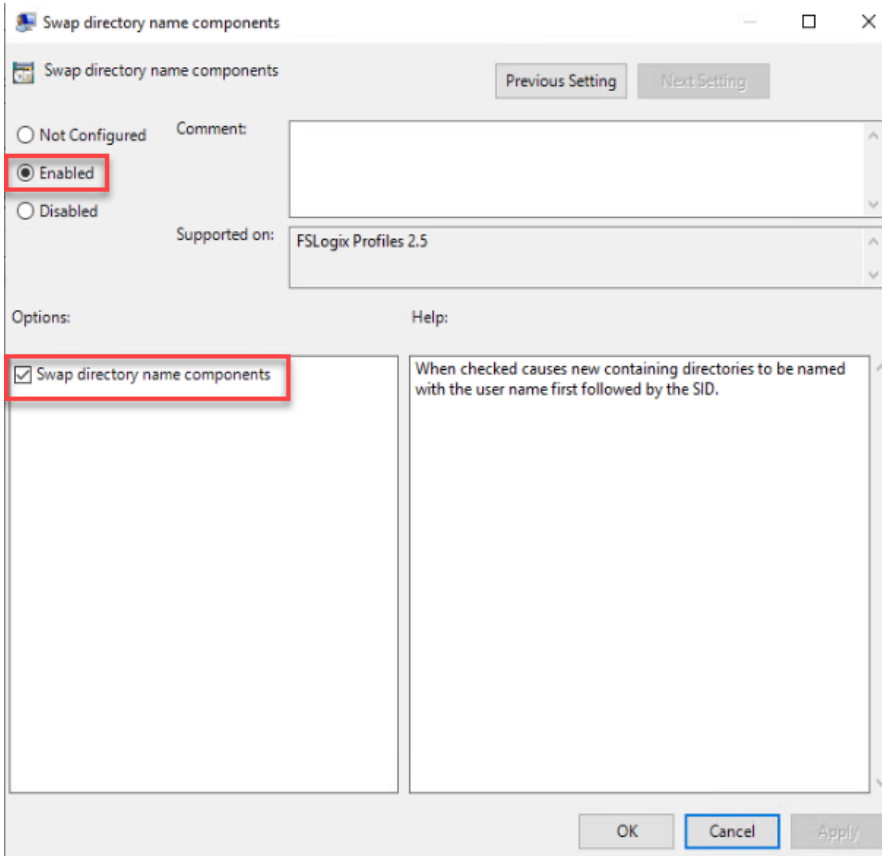 Swap directory name components
Swap directory name components
Previous Setting
Next Setting
Not Configured
Comment:
Enabled
Disabled
Supported on:
FSLogix Profiles 2.5
Options:
Help:
Swap directory name components
When checked causes new containing directories to be named
with the user name first followed by the SID.
OK
Cancel
Apply